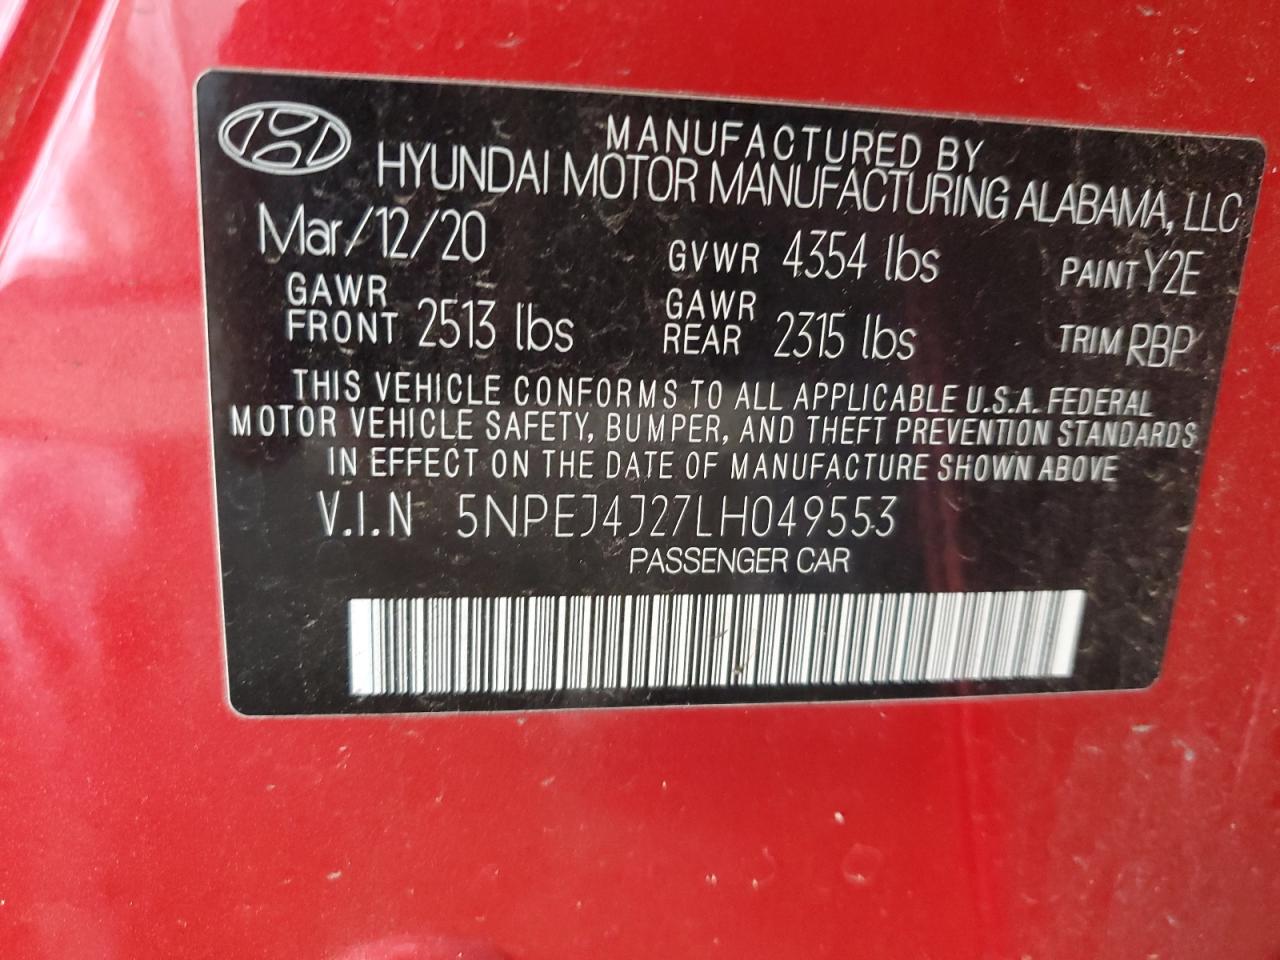 MANUFACTURED BY
HYUNDAI MOTOR MANUFACTURING ALABAMA, LLC
Mar/12/20 GVWR 4354 lbs PAINT Y2E
GAWR FRONT 2513 lbs GAWR REAR 2315 lbs TRIM RBP
THIS VEHICLE CONFORMS TO ALL APPLICABLE U.S.A. FEDERAL
MOTOR VEHICLE SAFETY, BUMPER, AND THEFT PREVENTION STANDARDS
IN EFFECT ON THE DATE OF MANUFACTURE SHOWN ABOVE
V.I.N 5NPEJ4J27LH049553
PASSENGER CAR